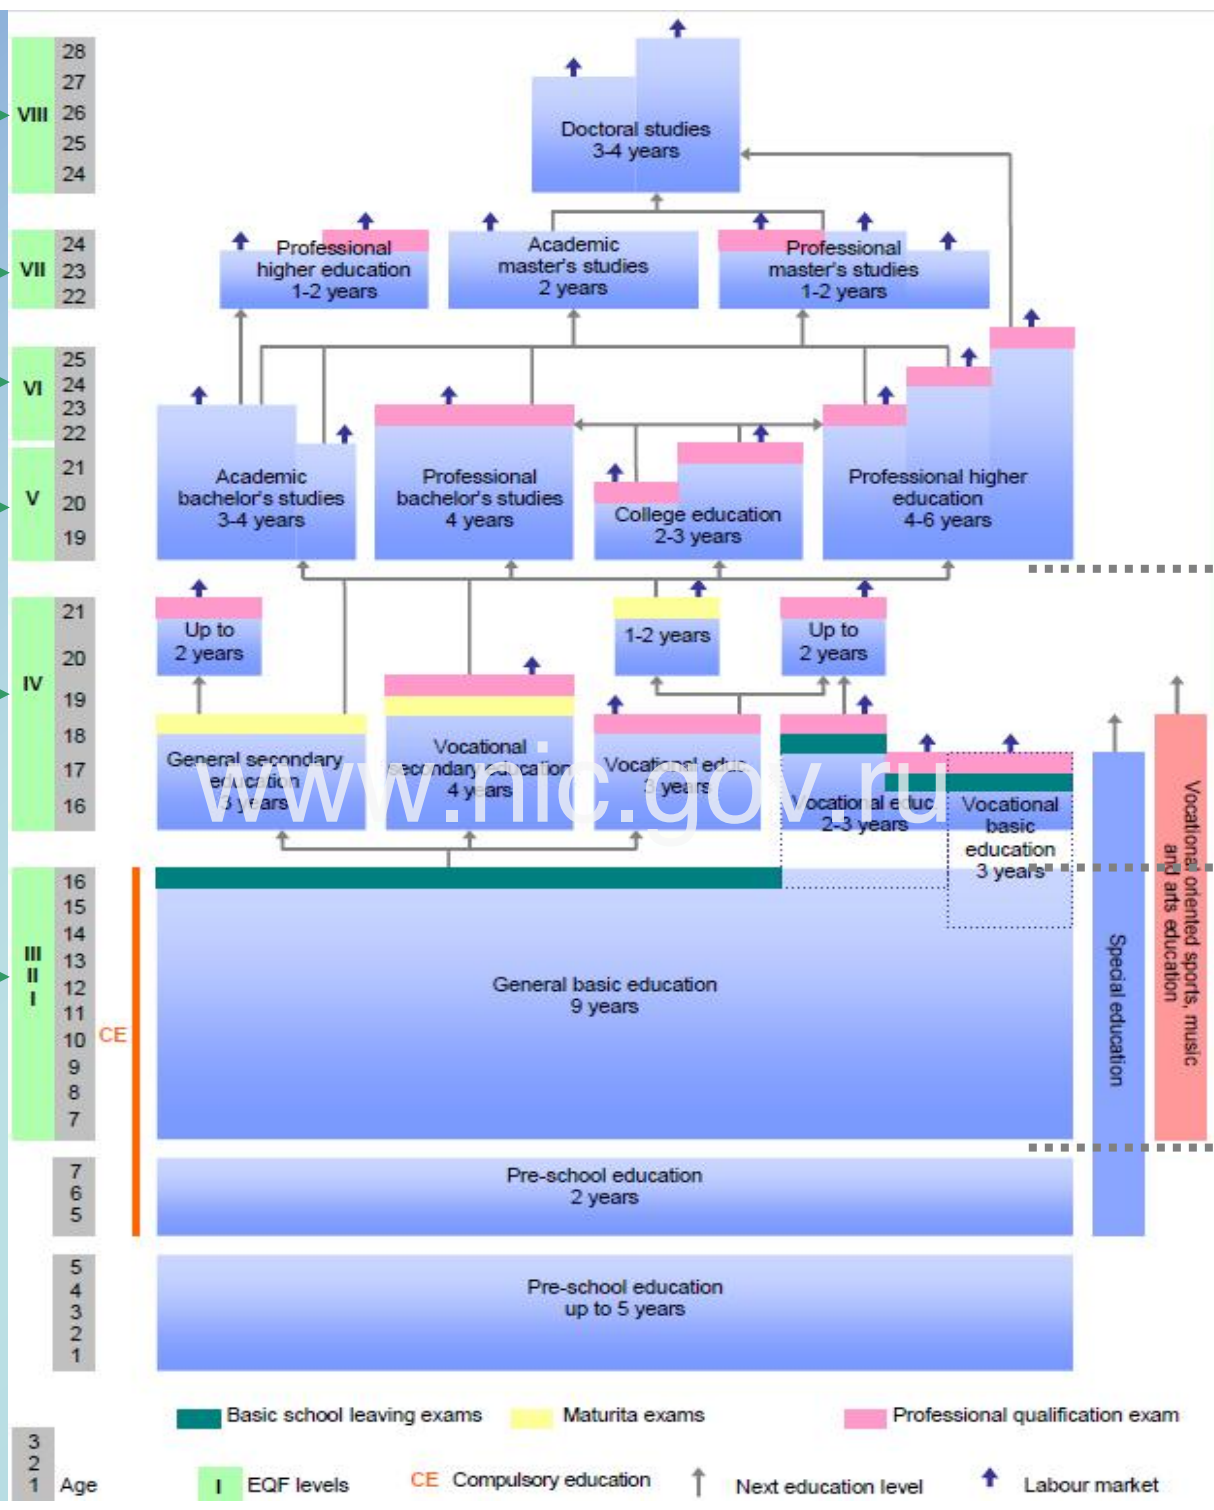 VIII
28
27
26
25
24
Doctoral studies
3-4 years
VII
24
23
22
Professional
higher education
1-2 years
Academic
master's studies
2 years
Professional
master's studies
1-2 years
VI
25
24
23
22
V
21
20
19
Academic
bachelor's studies
3-4 years
Professional
bachelor's studies
4 years
College education
2-3 years
Professional higher
education
4-6 years
IV
21
20
19
18
17
16
Up to
2 years
1-2 years
Up to
2 years
General secondary
education
3 years
Vocational
secondary education
4 years
Vocational educ.
3 years
Vocational educ.
2-3 years
Vocational
basic
education
3 years
www.nic.gov.ru
III
II
I
16
15
14
13
12
11
10
9
8
7
CE
General basic education
9 years
Special education
Vocational oriented sports, music
and arts education
7
6
5
Pre-school education
2 years
5
4
3
2
1
Pre-school education
up to 5 years
Basic school leaving exams
Maturita exams
Professional qualification exam
3
2
1
Age
I
EQF levels
CE
Compulsory education
Next education level
Labour market